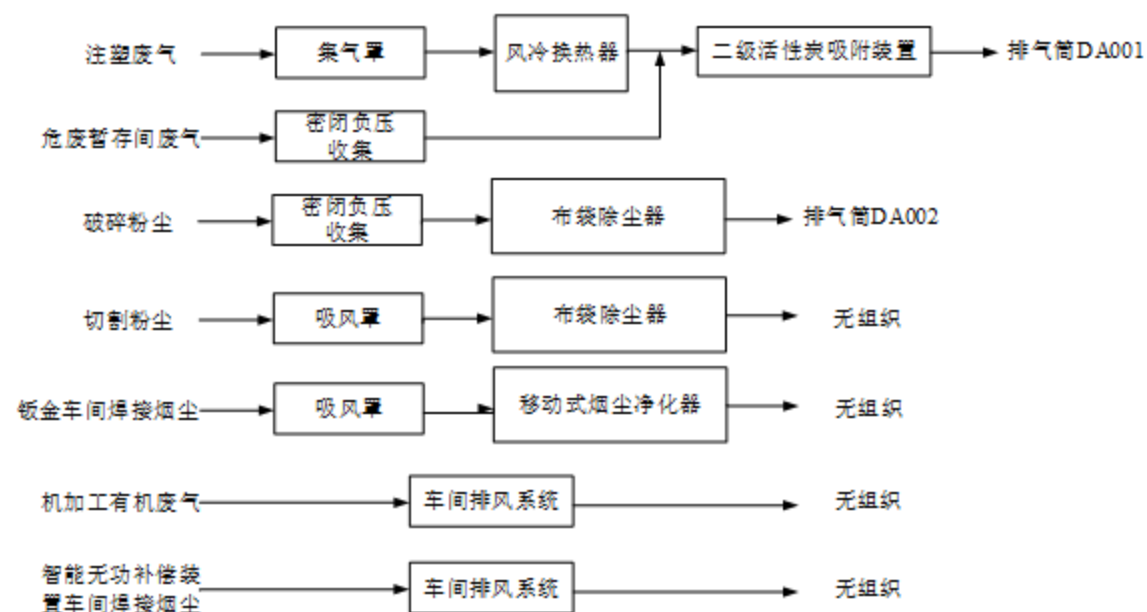 注塑废气
集气罩
风冷换热器
二级活性炭吸附装置
排气筒DA001
危废暂存间废气
密闭负压
收集
破碎粉尘
密闭负压
收集
布袋除尘器
排气筒DA002
切割粉尘
吸风罩
布袋除尘器
无组织
钣金车间焊接烟尘
吸风罩
移动式烟尘净化器
无组织
机加工有机废气
车间排风系统
无组织
智能无功补偿装
置车间焊接烟尘
车间排风系统
无组织